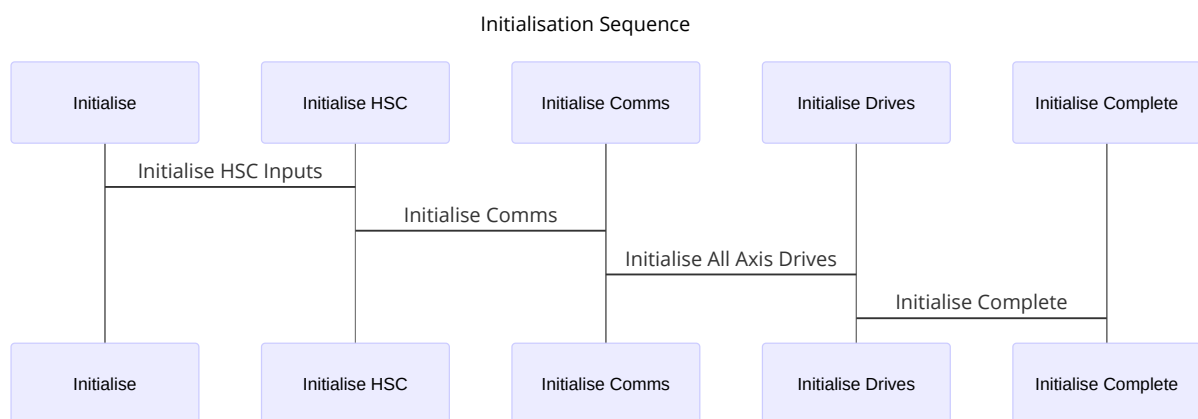 Initialisation Sequence
Initialise
Initialise HSC
Initialise Comms
Initialise Drives
Initialise Complete
Initialise HSC Inputs
Initialise Comms
Initialise All Axis Drives
Initialise Complete
Initialise
Initialise HSC
Initialise Comms
Initialise Drives
Initialise Complete